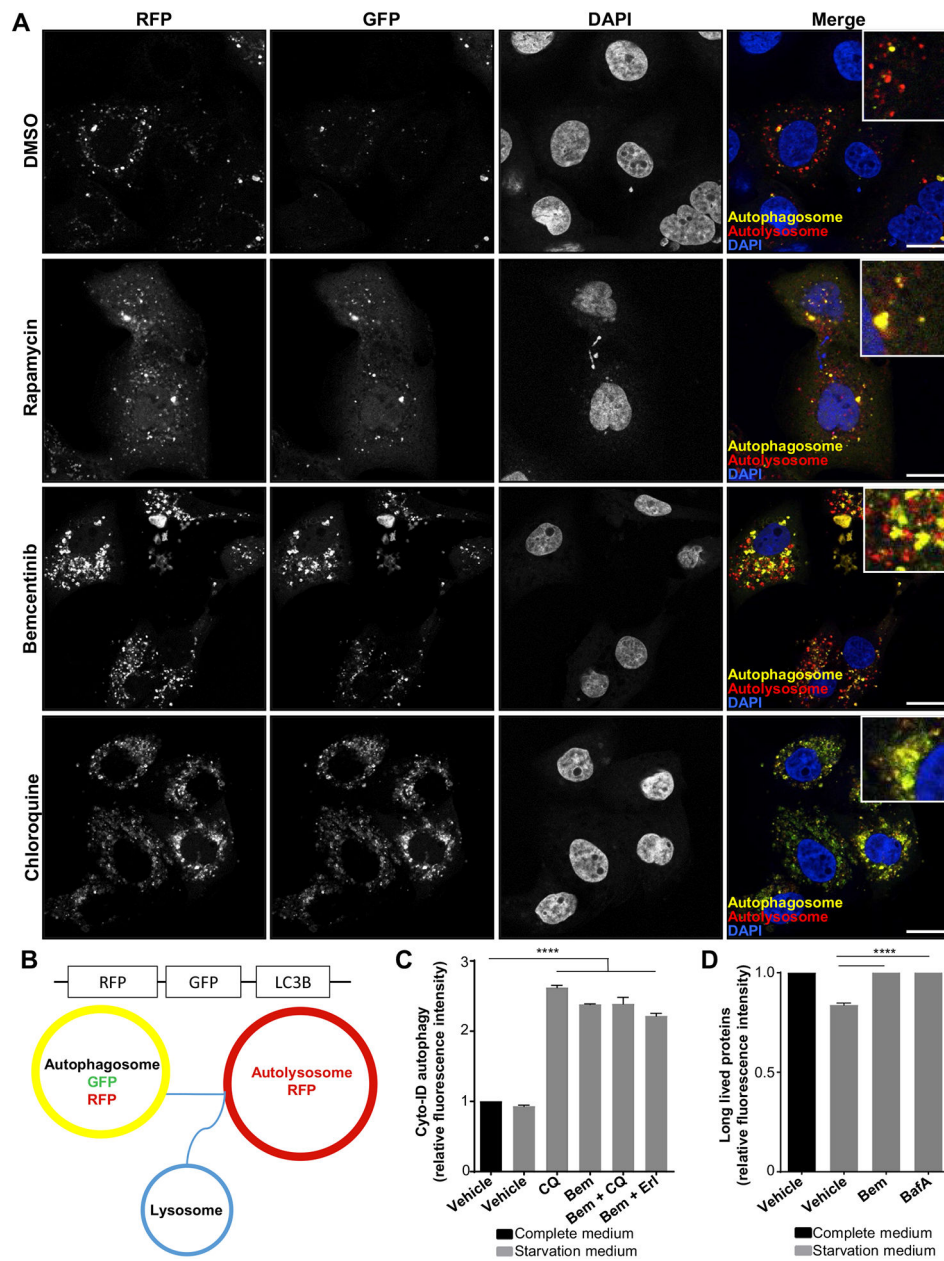 A
RFP
GFP
DAPI
Merge
DMSO
Autophagosome
Autolysosome
DAPI
Rapamycin
Autophagosome
Autolysosome
DAPI
Bemcentinib
Autophagosome
Autolysosome
DAPI
Chloroquine
Autophagosome
Autolysosome
DAPI
B
RFP
GFP
LC3B
Autophagosome
GFP
RFP
Autolysosome
RFP
Lysosome
C
Cyto-ID autophagy
(relative fluorescence intensity)
3
2
1
0
****
Vehicle
Vehicle
CQ
Bem
Bem + CQ
Bem + Erl
Complete medium
Starvation medium
D
Long lived proteins
(relative fluorescence intensity)
1.0
0.5
0
****
Vehicle
Vehicle
Bem
BafA
Complete medium
Starvation medium